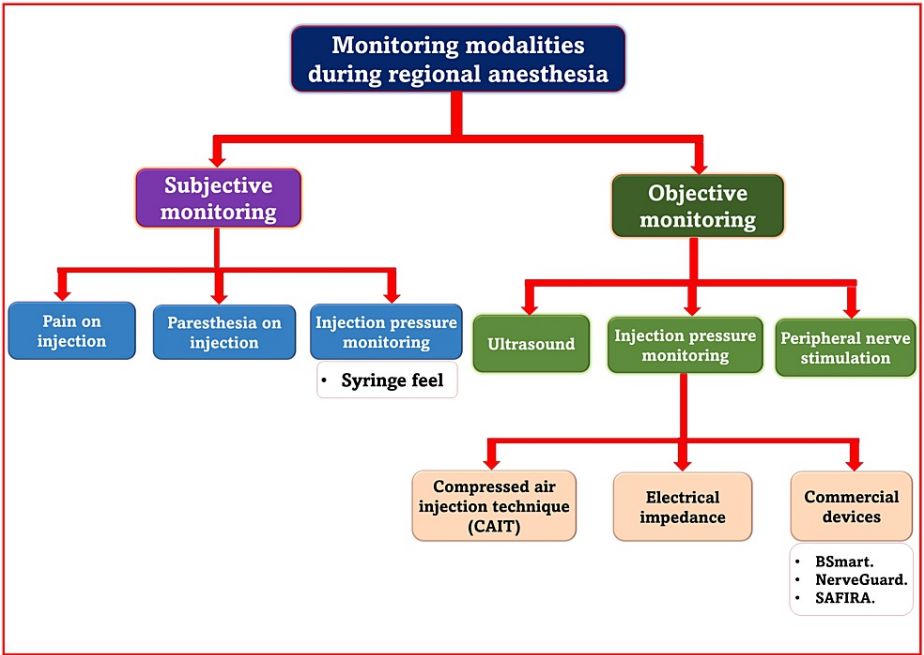 Monitoring modalities
during regional anesthesia
Subjective
monitoring
Objective
monitoring
Pain on
injection
Paresthesia on
injection
Injection pressure
monitoring
• Syringe feel
Ultrasound
Injection pressure
monitoring
Peripheral nerve
stimulation
Compressed air
injection technique
(CAIT)
Electrical
impedance
Commercial
devices
• BSmart.
• NerveGuard.
• SAFIRA.